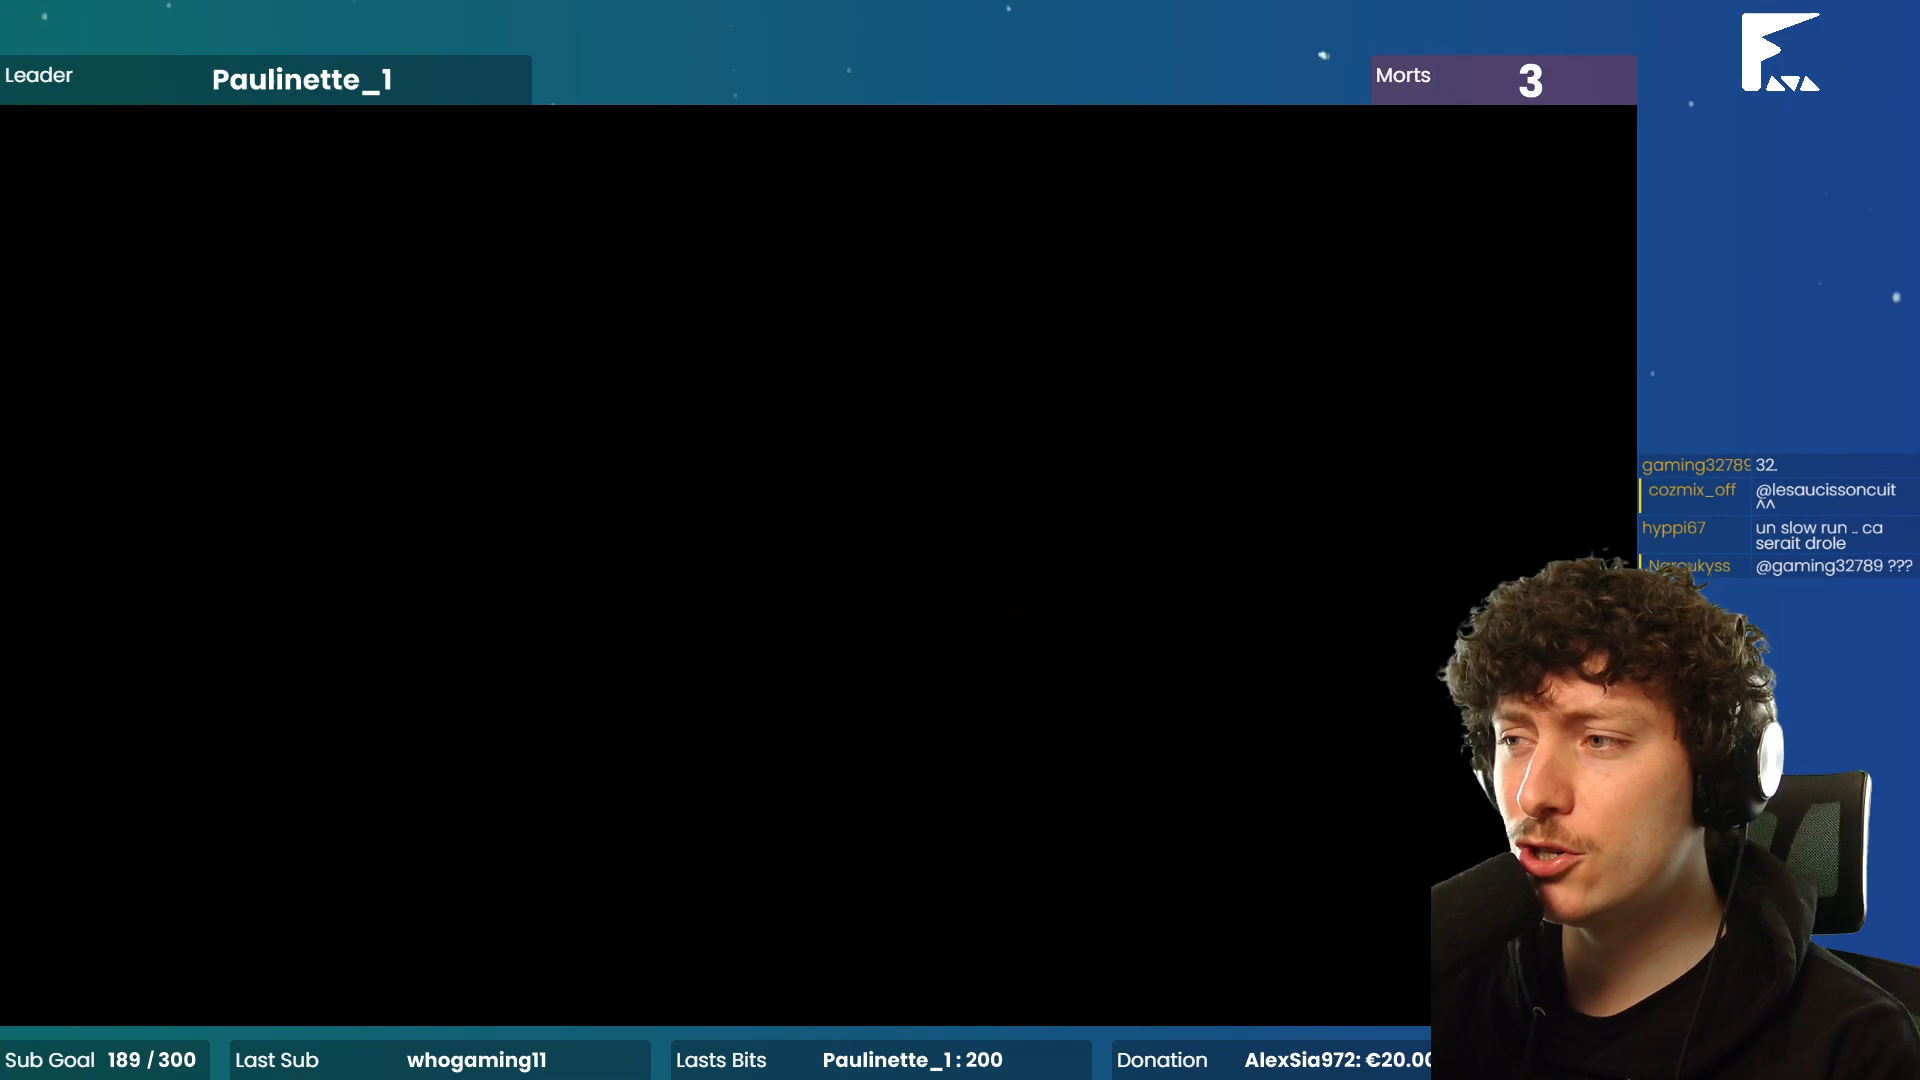 Leader
Paulinette_1
Morts
3
gaming32789
32.
cozmix_off
@lesaucissoncuit
^^
hyppi67
un slow run .. ca
serait drole
@gaming32789 ???
Sub Goal 189 / 300
Last Sub
whogaming11
Lasts Bits
Paulinette_1 : 200
Donation
AlexSia972: €20.00